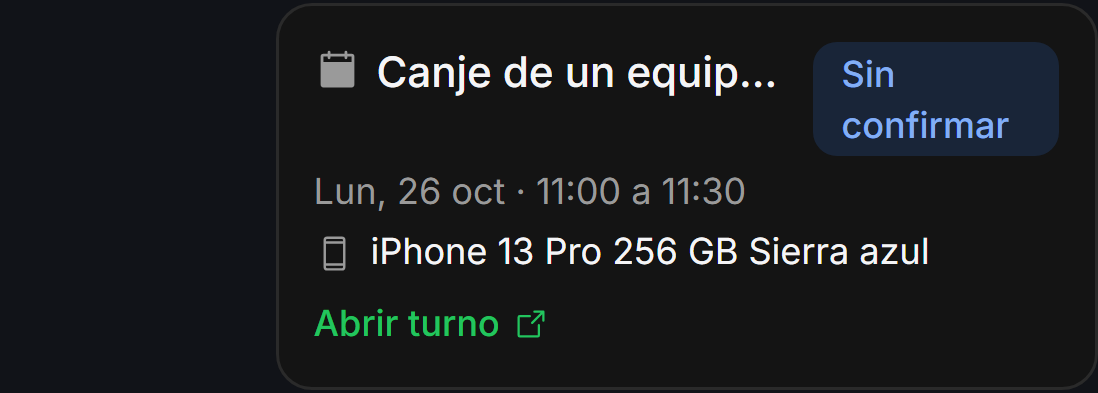 Canje de un equip...
Sin
confirmar
Lun, 26 oct · 11:00 a 11:30
iPhone 13 Pro 256 GB Sierra azul
Abrir turno